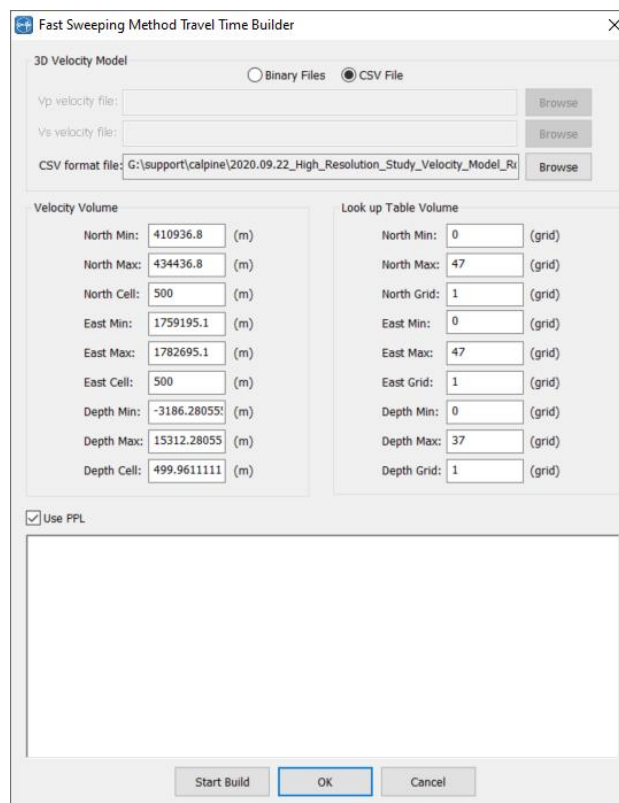 Fast Sweeping Method Travel Time Builder
3D Velocity Model
Binary Files CSV File
Vp velocity file: Browse
Vs velocity file: Browse
CSV format file: G:\support\calpine\2020.09.22_High_Resolution_Study_Velocity_Model_R Browse
Velocity Volume Look up Table Volume
North Min: 410936.8 (m) North Min: 0 (grid)
North Max: 434436.8 (m) North Max: 47 (grid)
North Cell: 500 (m) North Grid: 1 (grid)
East Min: 1759195.1 (m) East Min: 0 (grid)
East Max: 1782695.1 (m) East Max: 47 (grid)
East Cell: 500 (m) East Grid: 1 (grid)
Depth Min: -3186.28055 (m) Depth Min: 0 (grid)
Depth Max: 15312.28055 (m) Depth Max: 37 (grid)
Depth Cell: 499.9611111 (m) Depth Grid: 1 (grid)
Use PPL
Start Build OK Cancel